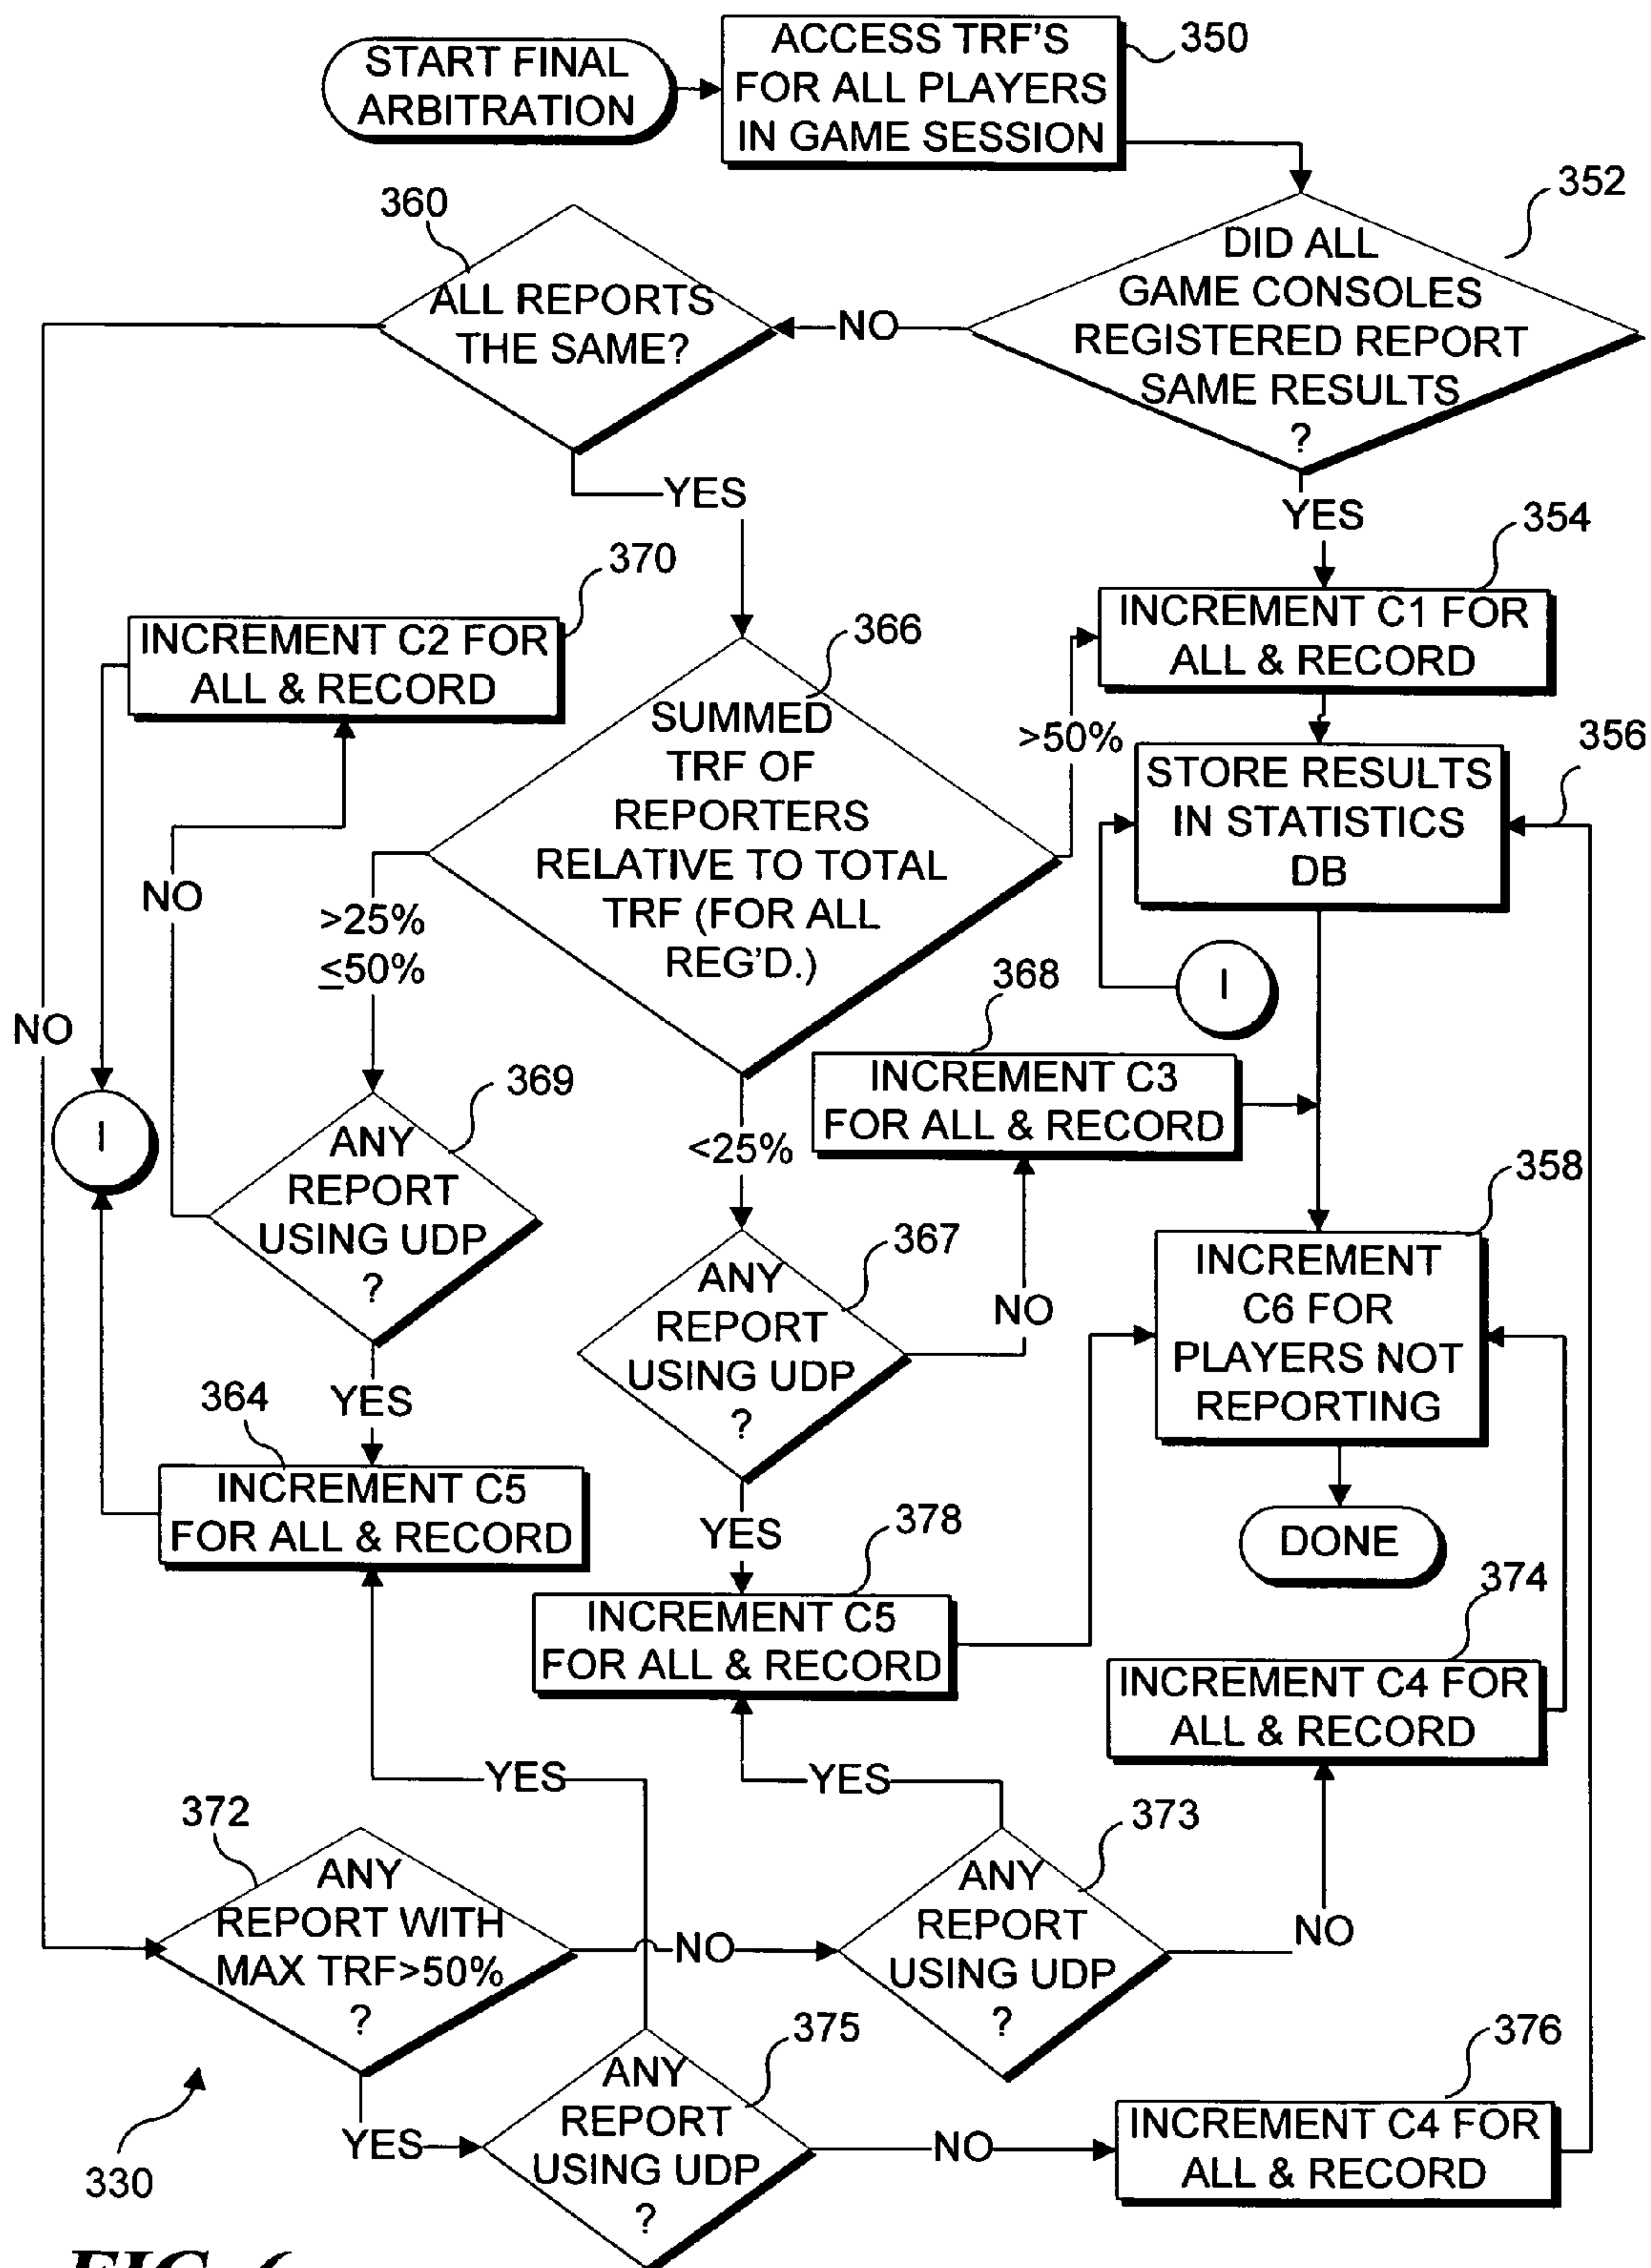 START FINAL
ARBITRATION
ACCESS TRF'S
FOR ALL PLAYERS
IN GAME SESSION
350
352
DID ALL
GAME CONSOLES
REGISTERED REPORT
SAME RESULTS
?
360
ALL REPORTS
THE SAME?
NO
YES
YES
354
INCREMENT C1 FOR
ALL & RECORD
370
INCREMENT C2 FOR
ALL & RECORD
366
SUMMED
TRF OF
REPORTERS
RELATIVE TO TOTAL
TRF (FOR ALL
REG'D.)
>50%
356
STORE RESULTS
IN STATISTICS
DB
NO
>25%
≤50%
I
368
INCREMENT C3
FOR ALL & RECORD
NO
I
369
ANY
REPORT
USING UDP
?
<25%
367
ANY
REPORT
USING UDP
?
NO
358
INCREMENT
C6 FOR
PLAYERS NOT
REPORTING
YES
364
INCREMENT C5
FOR ALL & RECORD
YES
378
INCREMENT C5
FOR ALL & RECORD
DONE
374
INCREMENT C4 FOR
ALL & RECORD
YES
YES
372
ANY
REPORT WITH
MAX TRF>50%
?
NO
373
ANY
REPORT
USING UDP
?
NO
YES
375
ANY
REPORT
USING UDP
?
NO
376
INCREMENT C4 FOR
ALL & RECORD
330